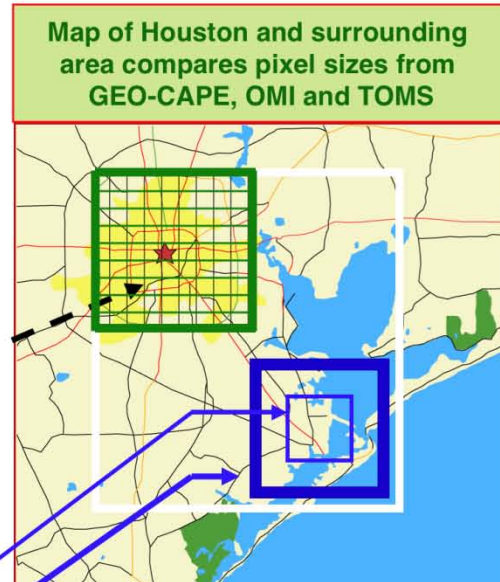 Map of Houston and surrounding
area compares pixel sizes from
GEO-CAPE, OMI and TOMS